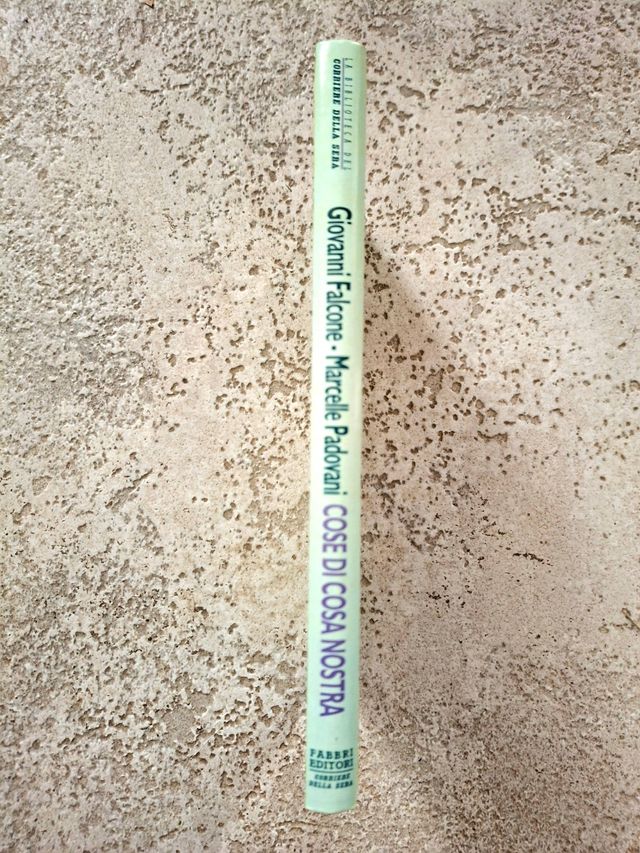 LA BIBLIOTECA DEL
CORRIERE DELLA SERA
Giovanni Falcone • Marcelle Padovani COSE DI COSA NOSTRA
FABBRI
EDITORI
CORRIERE
DELLA SERA